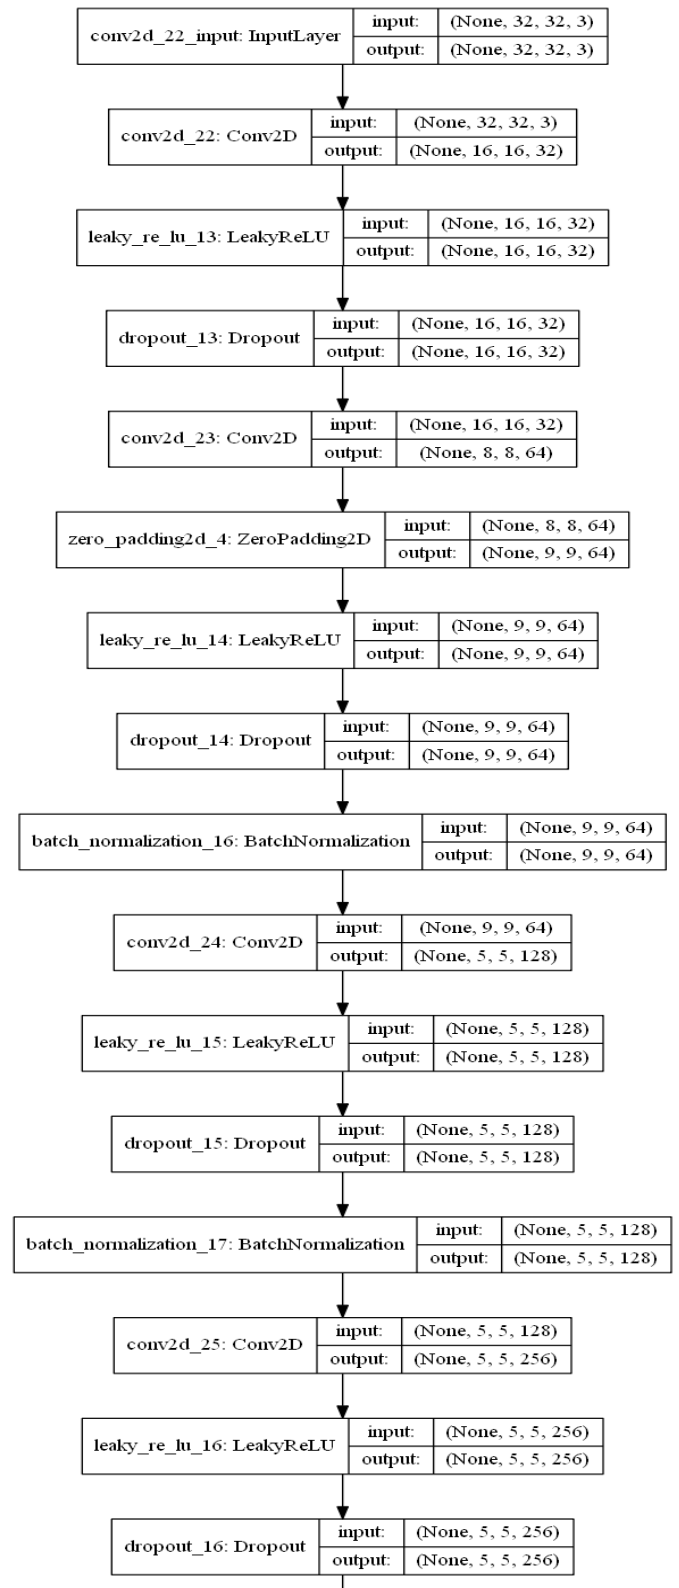 conv2d_22_input: InputLayer input: (None, 32, 32, 3)
output: (None, 32, 32, 3)
conv2d_22: Conv2D input: (None, 32, 32, 3)
output: (None, 16, 16, 32)
leaky_re_lu_13: LeakyReLU input: (None, 16, 16, 32)
output: (None, 16, 16, 32)
dropout_13: Dropout input: (None, 16, 16, 32)
output: (None, 16, 16, 32)
conv2d_23: Conv2D input: (None, 16, 16, 32)
output: (None, 8, 8, 64)
zero_padding2d_4: ZeroPadding2D input: (None, 8, 8, 64)
output: (None, 9, 9, 64)
leaky_re_lu_14: LeakyReLU input: (None, 9, 9, 64)
output: (None, 9, 9, 64)
dropout_14: Dropout input: (None, 9, 9, 64)
output: (None, 9, 9, 64)
batch_normalization_16: BatchNormalization input: (None, 9, 9, 64)
output: (None, 9, 9, 64)
conv2d_24: Conv2D input: (None, 9, 9, 64)
output: (None, 5, 5, 128)
leaky_re_lu_15: LeakyReLU input: (None, 5, 5, 128)
output: (None, 5, 5, 128)
dropout_15: Dropout input: (None, 5, 5, 128)
output: (None, 5, 5, 128)
batch_normalization_17: BatchNormalization input: (None, 5, 5, 128)
output: (None, 5, 5, 128)
conv2d_25: Conv2D input: (None, 5, 5, 128)
output: (None, 5, 5, 256)
leaky_re_lu_16: LeakyReLU input: (None, 5, 5, 256)
output: (None, 5, 5, 256)
dropout_16: Dropout input: (None, 5, 5, 256)
output: (None, 5, 5, 256)